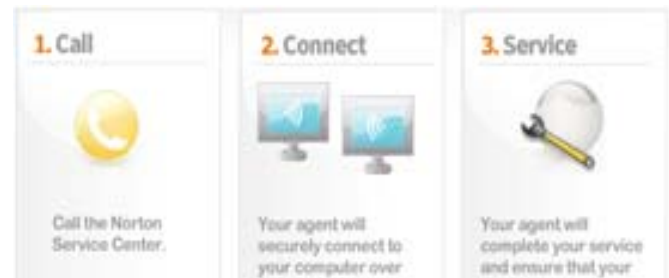 1. Call
2. Connect
3. Service
Call the Norton
Service Center.
Your agent will
securely connect to
your computer over
Your agent will
complete your service
and ensure that your